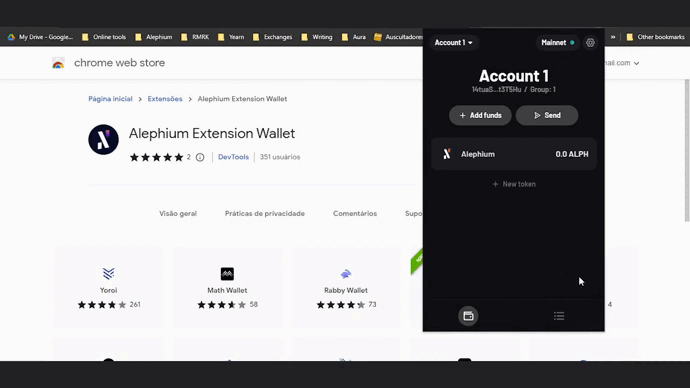 My Drive - Google...
Online tools
Alephium
RMRK
Yearn
Exchanges
Writing
Aura
Auscultadores
»
Other bookmarks
chrome web store
mail.com
Página inicial > Extensões > Alephium Extension Wallet
Alephium Extension Wallet
2
DevTools
351 usuários
Visão geral
Práticas de privacidade
Comentários
Supo
Yoroi
261
Math Wallet
58
Rabby Wallet
73
4
Account 1
Mainnet
Account 1
14tuaS...t3T5Hu / Group: 1
+ Add funds
Send
Alephium
0.0 ALPH
+ New token